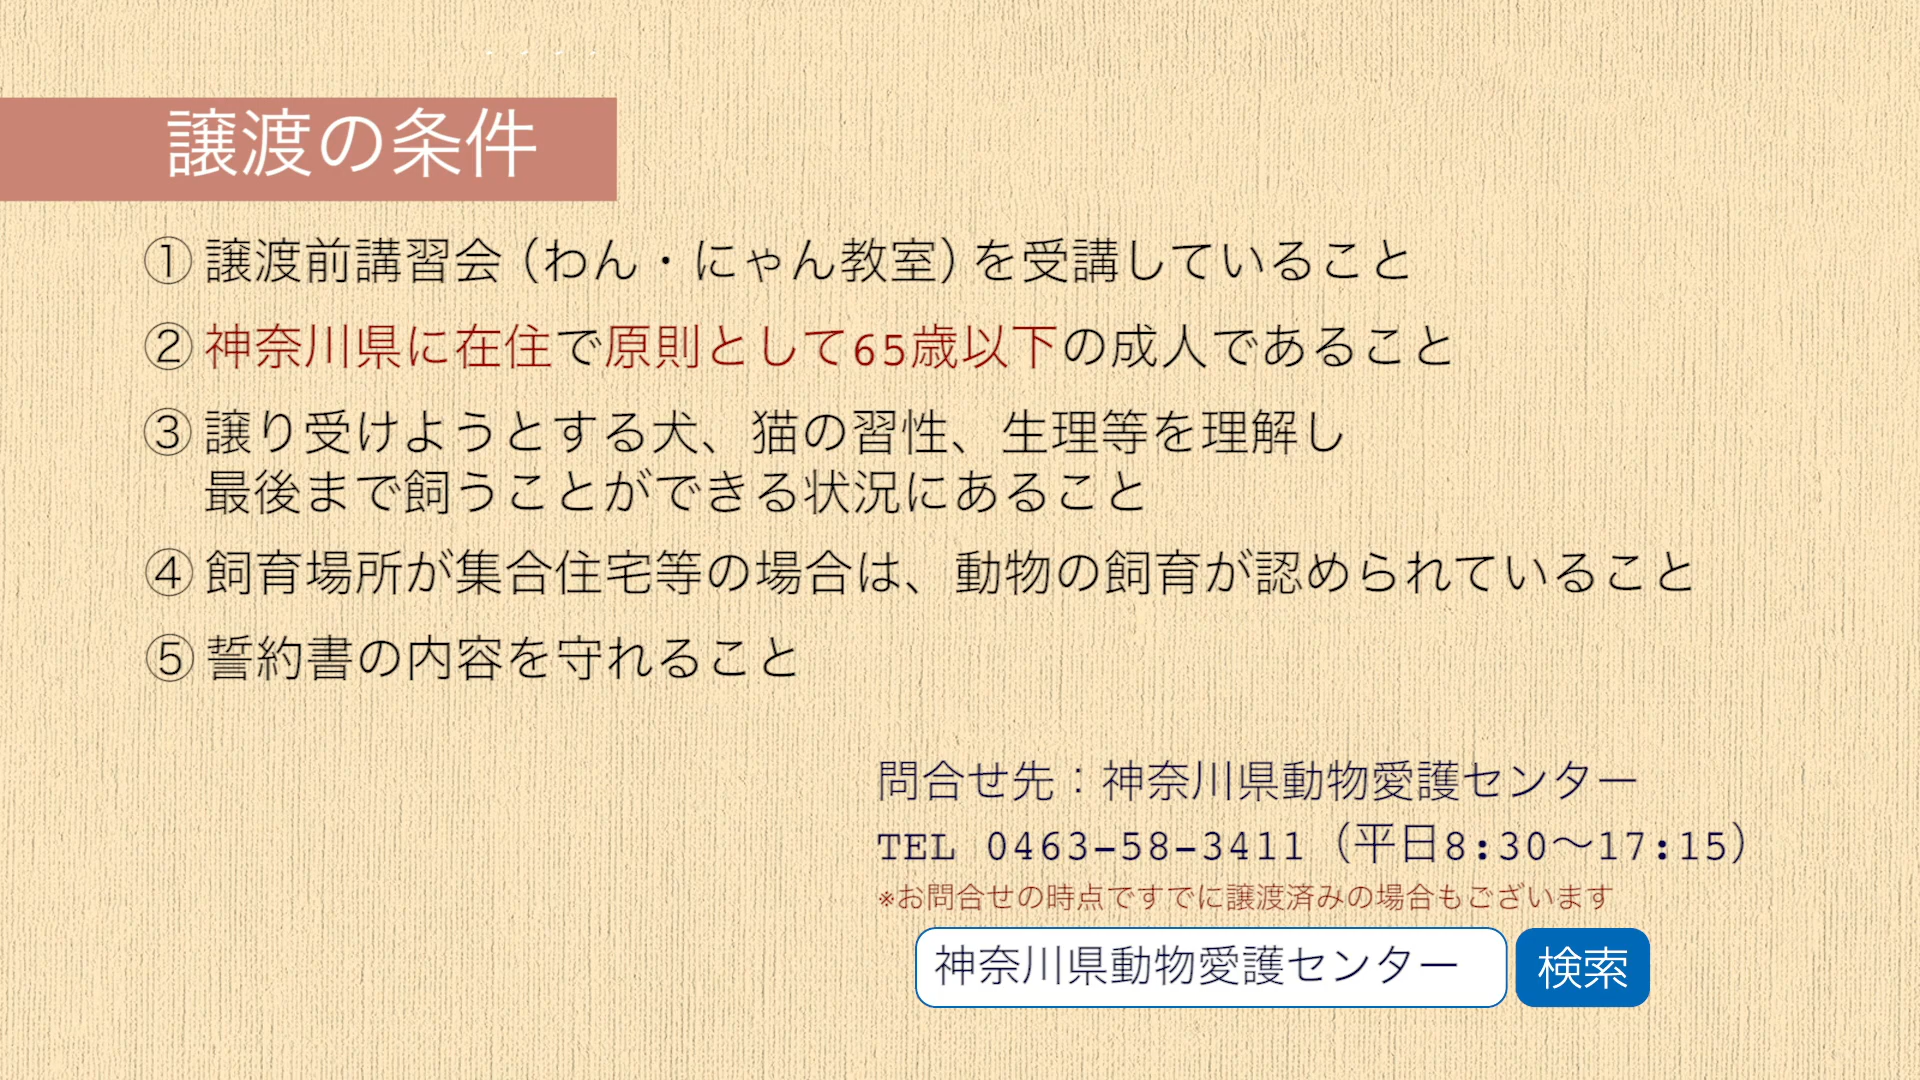 譲渡の条件
① 譲渡前講習会（わん・にゃん教室）を受講していること
② 神奈川県に在住で原則として65歳以下の成人であること
③ 譲り受けようとする犬、猫の習性、生理等を理解し
最後まで飼うことができる状況にあること
④ 飼育場所が集合住宅等の場合は、動物の飼育が認められていること
⑤ 誓約書の内容を守れること
問合せ先：神奈川県動物愛護センター
TEL 0463-58-3411（平日8:30〜17:15）
※お問合せの時点ですでに譲渡済みの場合もございます
神奈川県動物愛護センター 検索